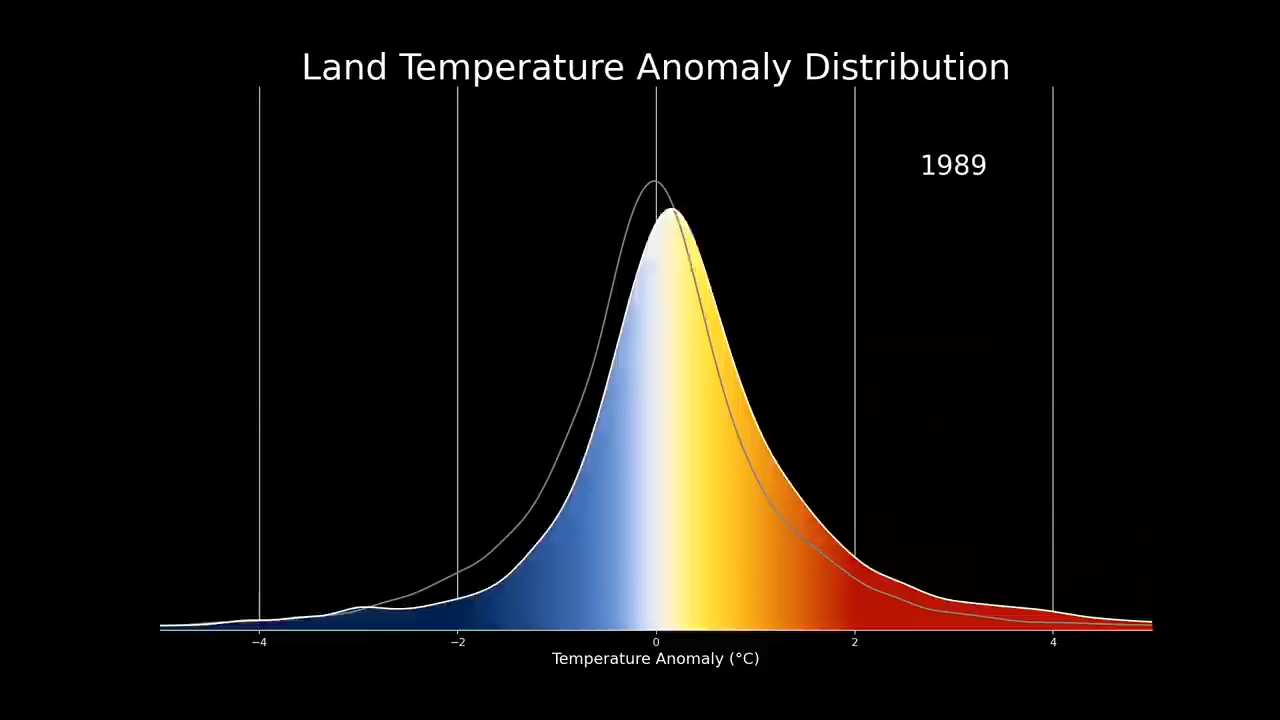 Land Temperature Anomaly Distribution
1989
−4 −2 0 2 4
Temperature Anomaly (°C)